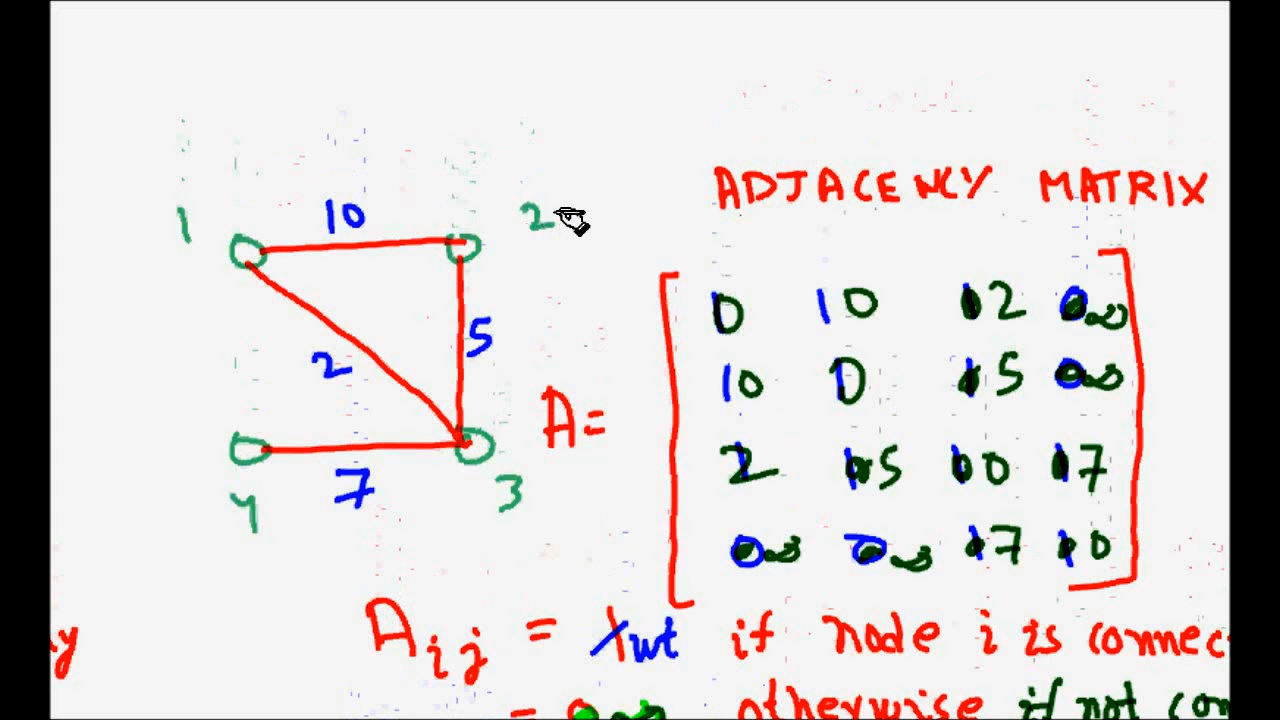 ADJACENCY MATRIX
1 10 2
0 10 2 ∞
5
2
10 0 5 ∞
A=
2 5 0 7
7
4 3
∞ ∞ 7 0
Aij = wt if node i is connec
= ∞ otherwise if not con